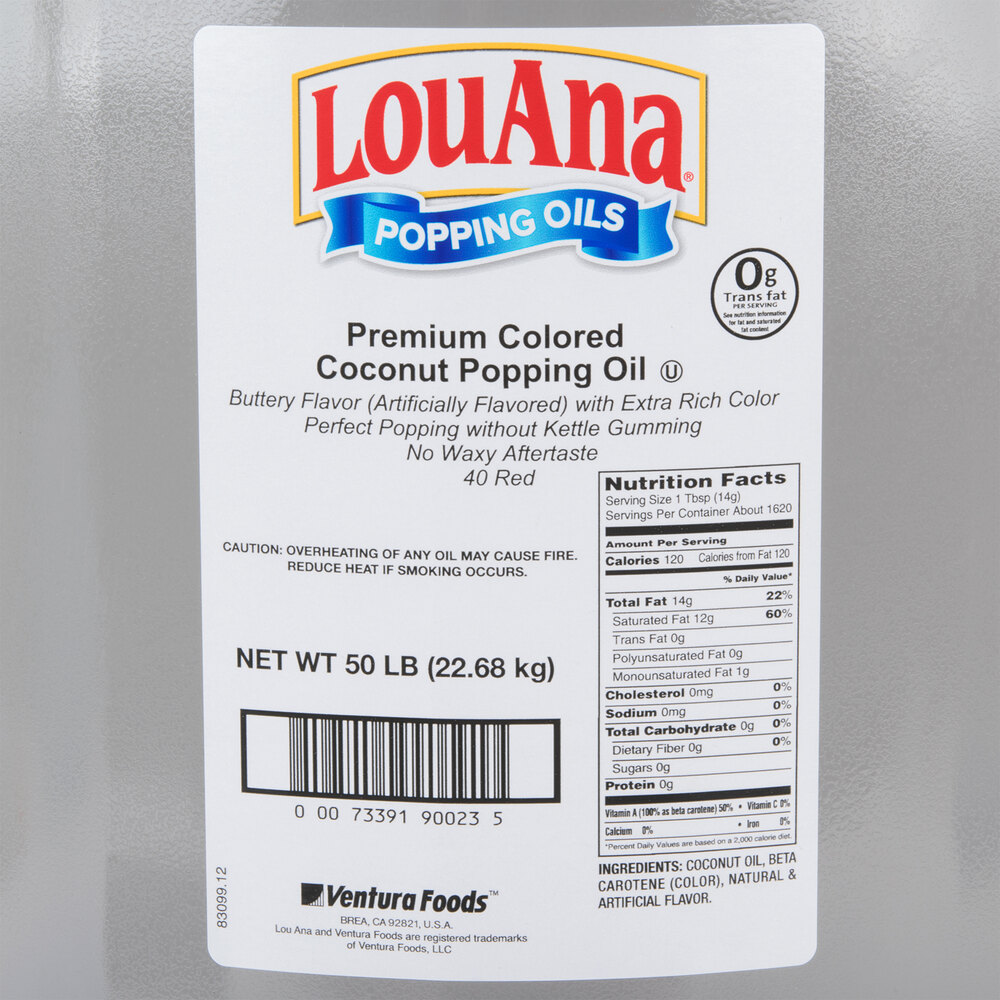 LouAna®
POPPING OILS
0g
Trans fat
PER SERVING
See nutrition information
for fat and saturated
fat content
Premium Colored
Coconut Popping Oil Ⓤ
Buttery Flavor (Artificially Flavored) with Extra Rich Color
Perfect Popping without Kettle Gumming
No Waxy Aftertaste
40 Red
CAUTION: OVERHEATING OF ANY OIL MAY CAUSE FIRE.
REDUCE HEAT IF SMOKING OCCURS.
NET WT 50 LB (22.68 kg)
0 00 73391 90023 5
83099.12
Ventura Foods™
BREA, CA 92821, U.S.A.
Lou Ana and Ventura Foods are registered trademarks
of Ventura Foods, LLC
Nutrition Facts
Serving Size 1 Tbsp (14g)
Servings Per Container About 1620
Amount Per Serving
Calories 120 Calories from Fat 120
% Daily Value*
Total Fat 14g 22%
Saturated Fat 12g 60%
Trans Fat 0g
Polyunsaturated Fat 0g
Monounsaturated Fat 1g
Cholesterol 0mg 0%
Sodium 0mg 0%
Total Carbohydrate 0g 0%
Dietary Fiber 0g 0%
Sugars 0g
Protein 0g
Vitamin A (100% as beta carotene) 50% • Vitamin C 0%
Calcium 0% • Iron 0%
*Percent Daily Values are based on a 2,000 calorie diet.
INGREDIENTS: COCONUT OIL, BETA
CAROTENE (COLOR), NATURAL &
ARTIFICIAL FLAVOR.